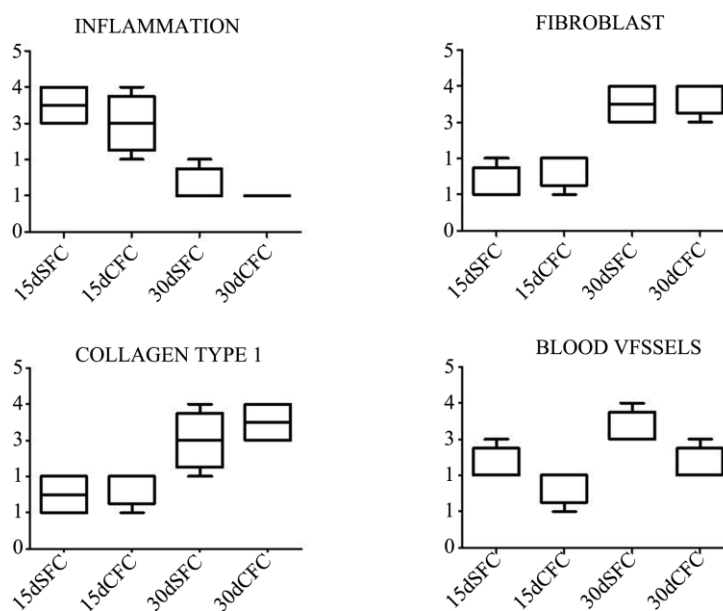 INFLAMMATION
5
4
3
1
1
0
15dSFC
15dCFC
30dSFC
30dCFC
FIBROBLAST
5
4
3
1
1
0
15dSFC
15dCFC
30dSFC
30dCFC
COLLAGEN TYPE 1
5
4
3
1
1
0
15dSFC
15dCFC
30dSFC
30dCFC
BLOOD VFSSELS
5
4
3
1
1
0
15dSFC
15dCFC
30dSFC
30dCFC